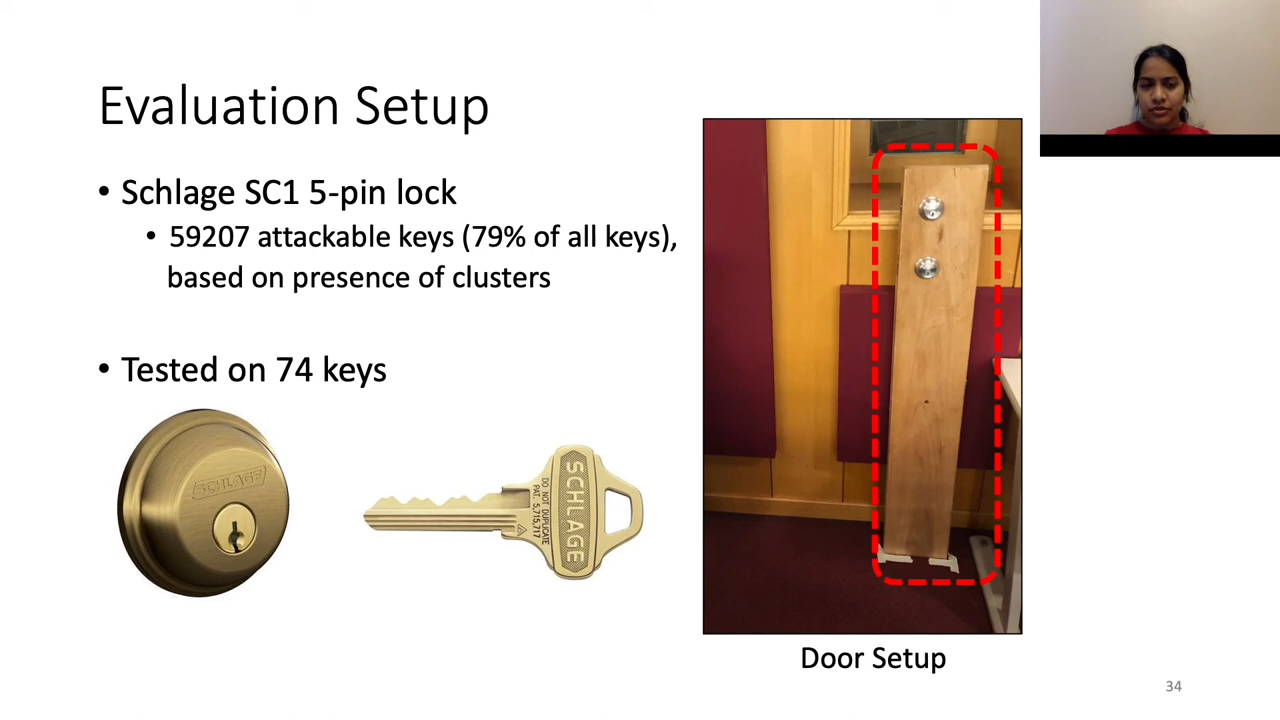 Evaluation Setup
• Schlage SC1 5-pin lock
• 59207 attackable keys (79% of all keys),
based on presence of clusters
• Tested on 74 keys
SCHLAGE
SCHLAGE
DO NOT DUPLICATE
PAT. 5,715,717
Door Setup
34